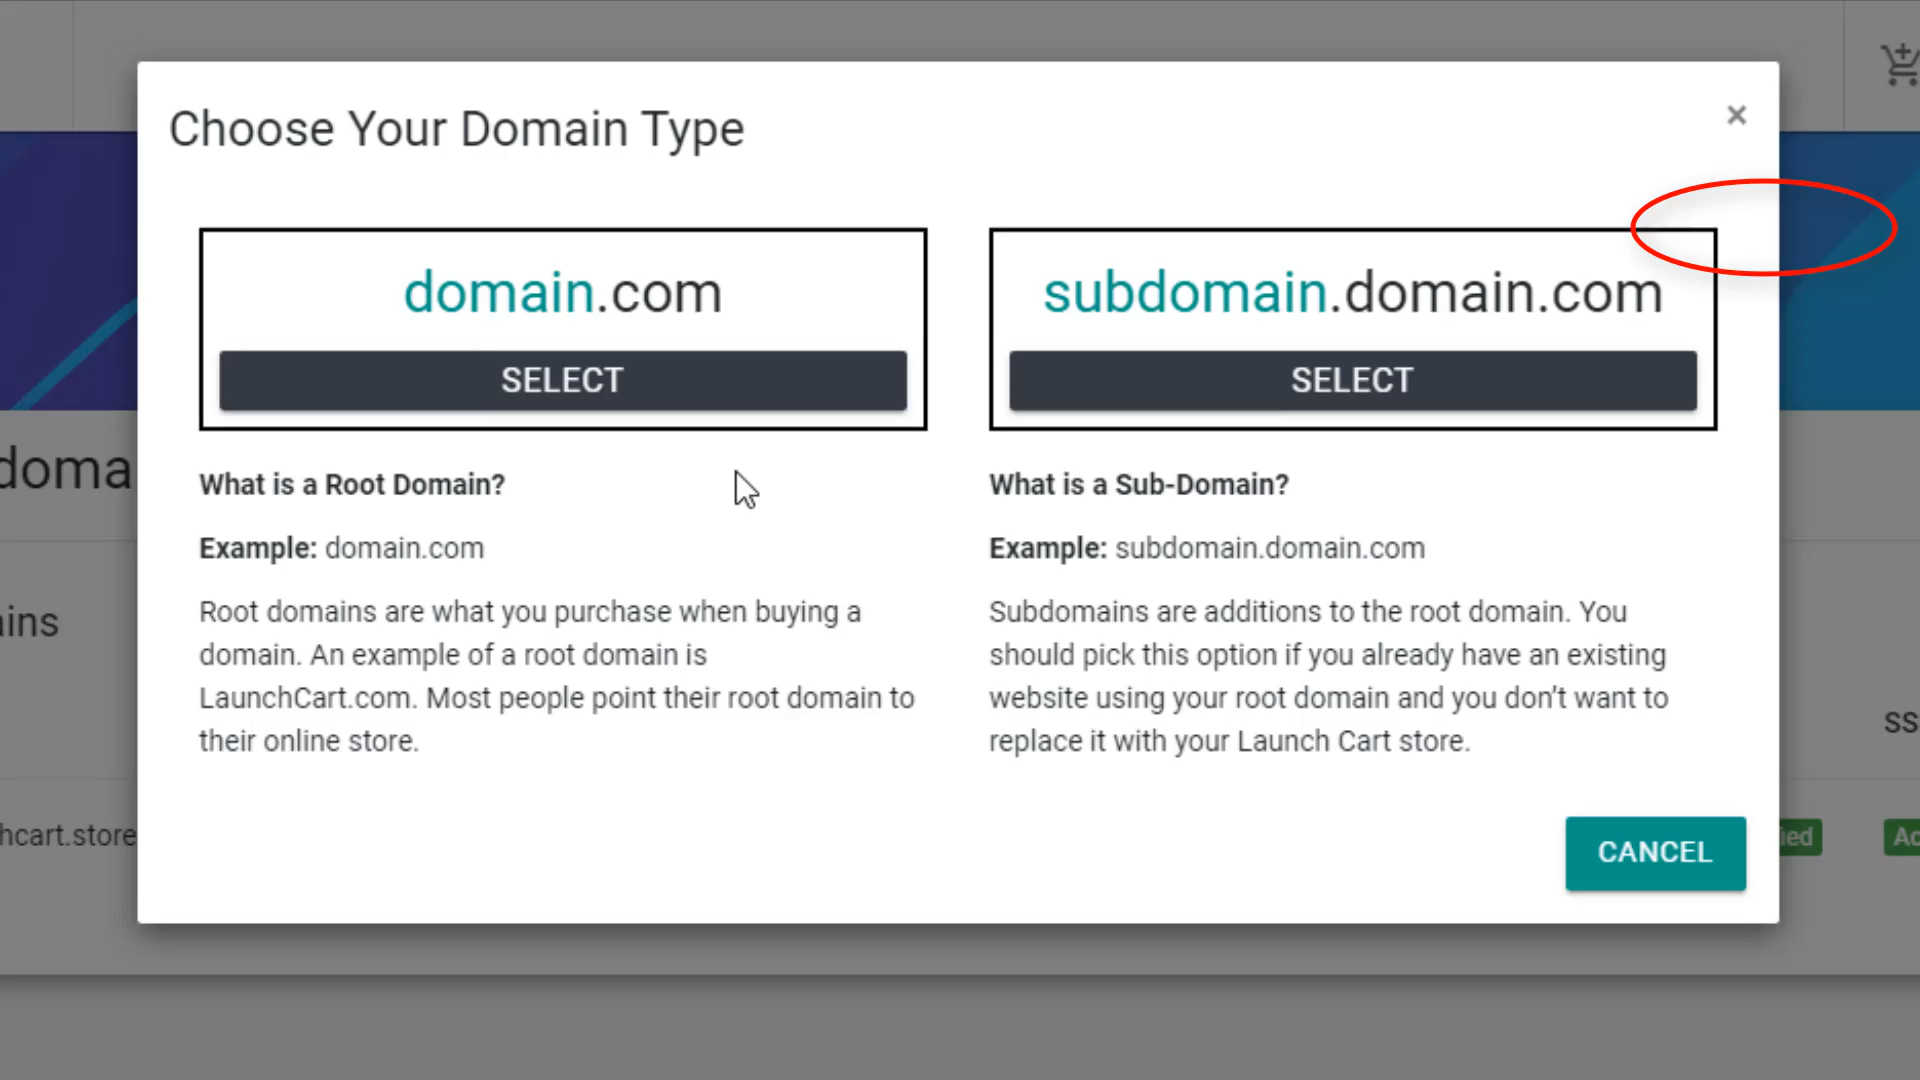 Choose Your Domain Type
×
domain.com
SELECT
What is a Root Domain?
Example: domain.com
Root domains are what you purchase when buying a
domain. An example of a root domain is
LaunchCart.com. Most people point their root domain to
their online store.
subdomain.domain.com
SELECT
What is a Sub-Domain?
Example: subdomain.domain.com
Subdomains are additions to the root domain. You
should pick this option if you already have an existing
website using your root domain and you don’t want to
replace it with your Launch Cart store.
CANCEL
doma
ains
ss
hcart.store
ied
Ac